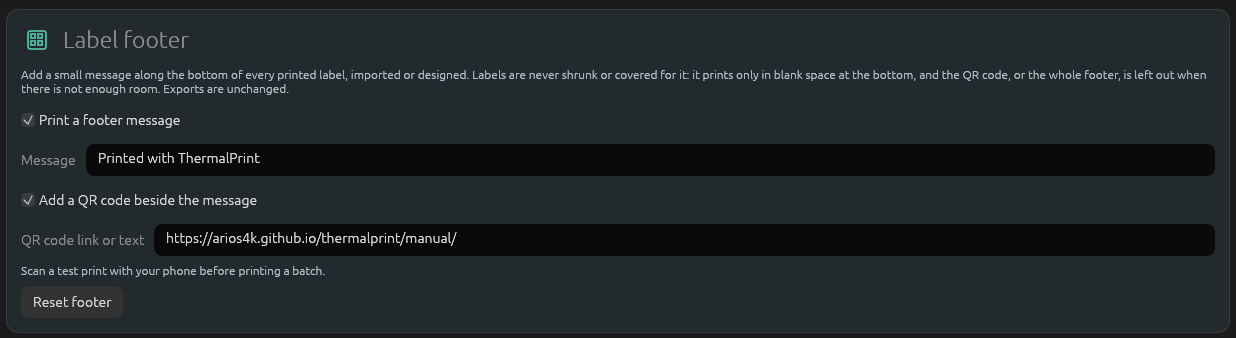 Label footer
Add a small message along the bottom of every printed label, imported or designed. Labels are never shrunk or covered for it: it prints only in blank space at the bottom, and the QR code, or the whole footer, is left out when
there is not enough room. Exports are unchanged.
Print a footer message
Message Printed with ThermalPrint
Add a QR code beside the message
QR code link or text https://arios4k.github.io/thermalprint/manual/
Scan a test print with your phone before printing a batch.
Reset footer